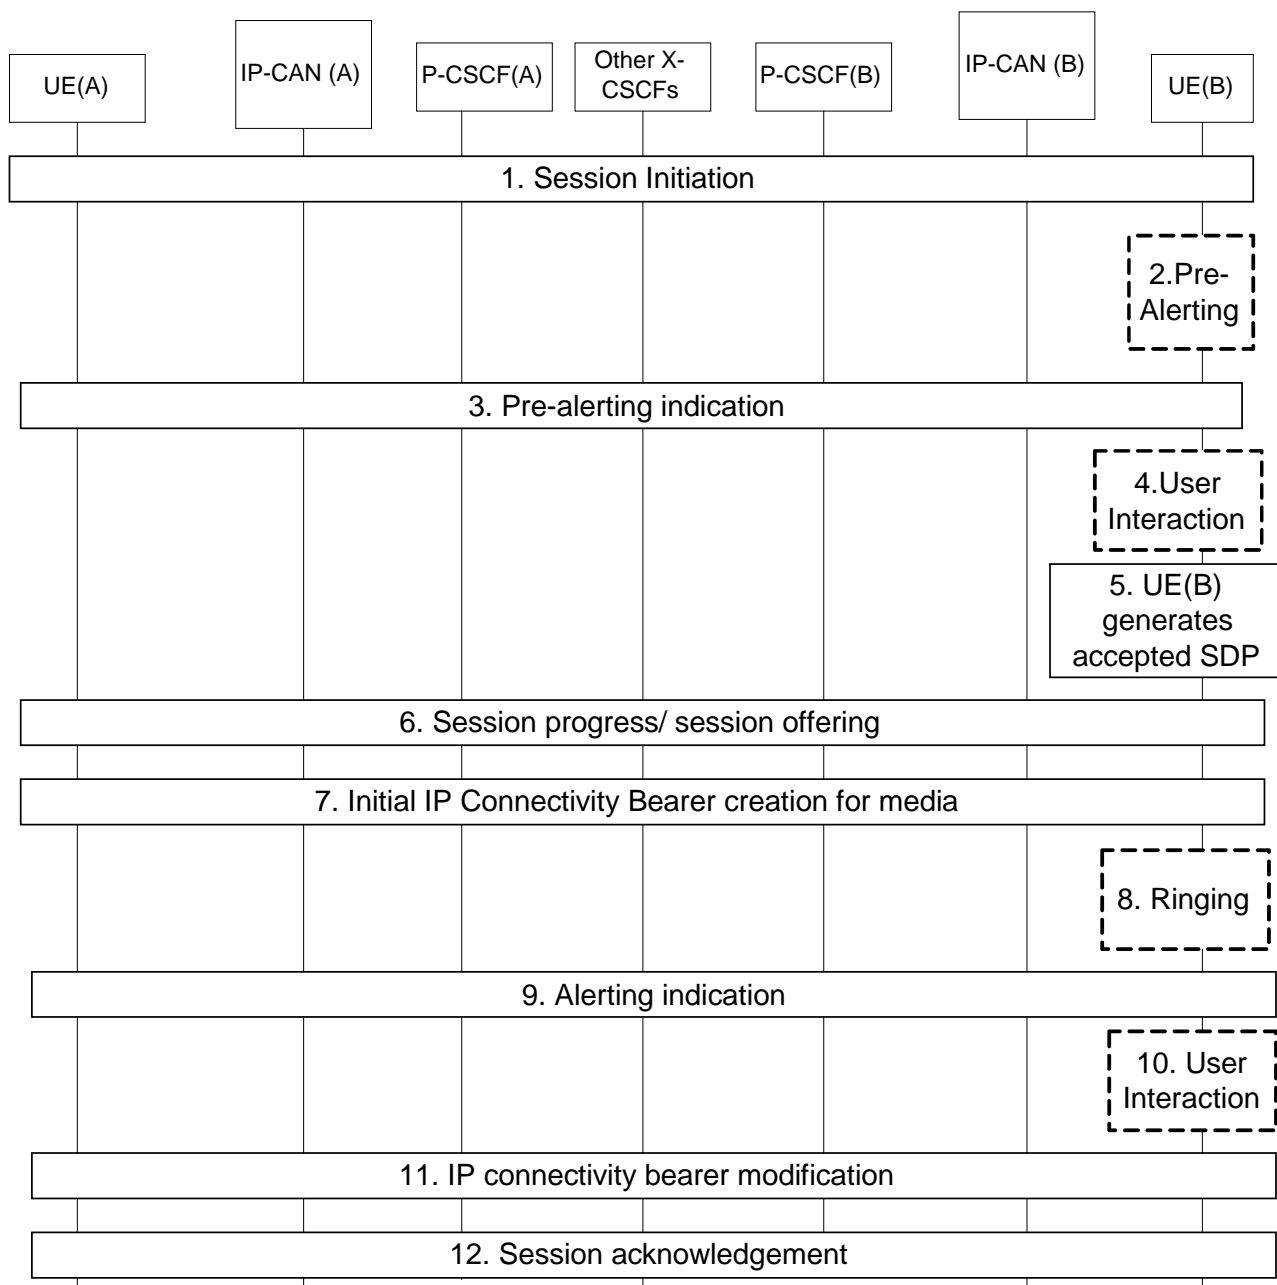 UE(A)
IP-CAN (A)
P-CSCF(A)
Other X-
CSCFs
P-CSCF(B)
IP-CAN (B)
UE(B)
1. Session Initiation
2.Pre-
Alerting
3. Pre-alerting indication
4.User
Interaction
5. UE(B)
generates
accepted SDP
6. Session progress/ session offering
7. Initial IP Connectivity Bearer creation for media
8. Ringing
9. Alerting indication
10. User
Interaction
11. IP connectivity bearer modification
12. Session acknowledgement